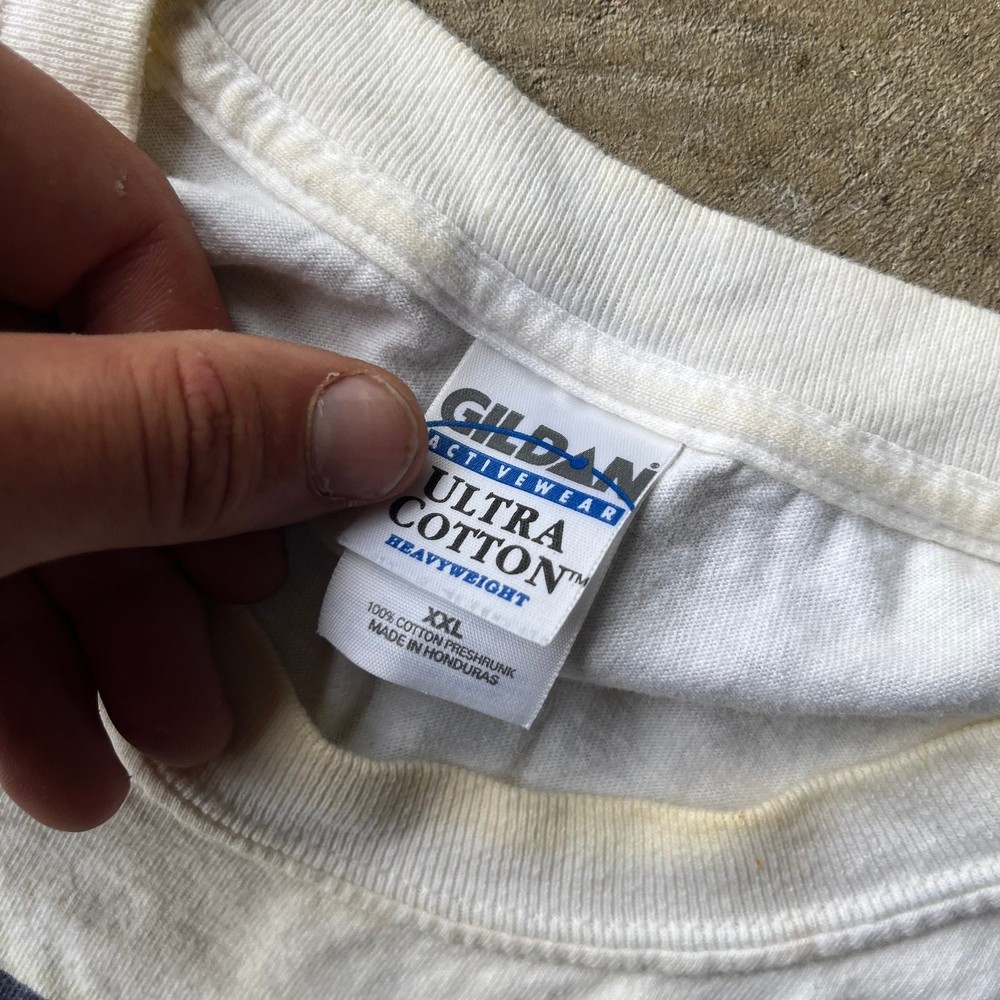 GILDAN®
ACTIVEWEAR
ULTRA
COTTON™
HEAVYWEIGHT
XXL
100% COTTON PRESHRUNK
MADE IN HONDURAS